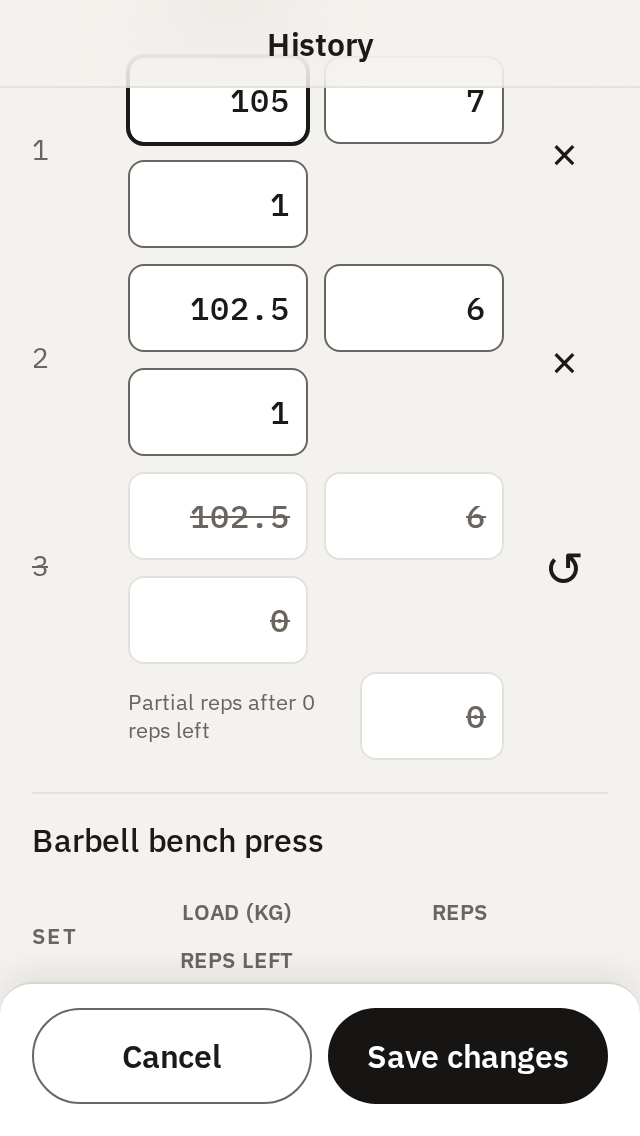 History
105 7
1 ×
1
102.5 6
2 ×
1
102.5 6
3 ↺
0
Partial reps after 0
reps left
0
Barbell bench press
LOAD (KG) REPS
SET
REPS LEFT
Cancel Save changes